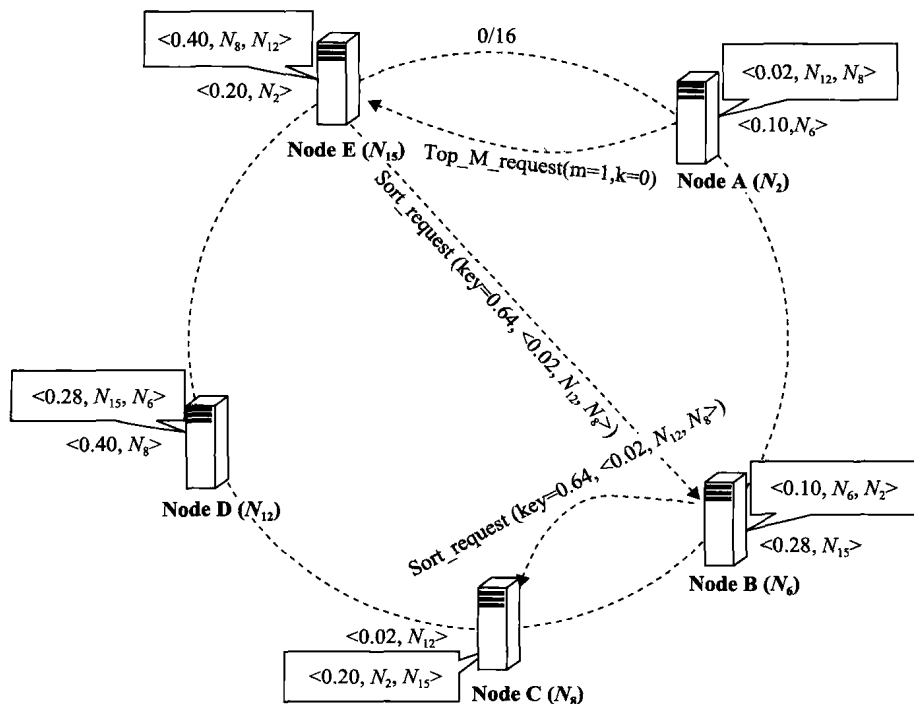 <0.40, N8, N12>
0/16
<0.02, N12, N8>
<0.20, N2>
<0.10,N6>
Node E (N15)
Top_M_request(m=1,k=0)
Node A (N2)
Sort_request (key=0.64, <0.02, N12, N8>)
<0.28, N15, N6>
<0.40, N8>
Node D (N12)
Sort_request (key=0.64, <0.02, N12, N8>)
<0.10, N6, N2>
<0.28, N15>
Node B (N6)
<0.02, N12>
<0.20, N2, N15>
Node C (N8)